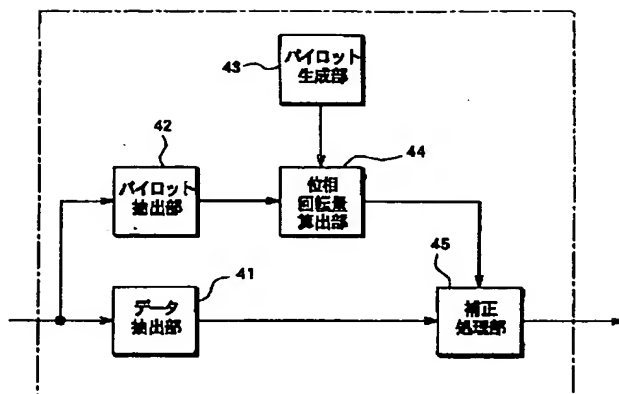 43
パイロット
生成部
42
44
パイロット
抽出部
位相
回転量
算出部
41
45
データ
抽出部
補正
処理部